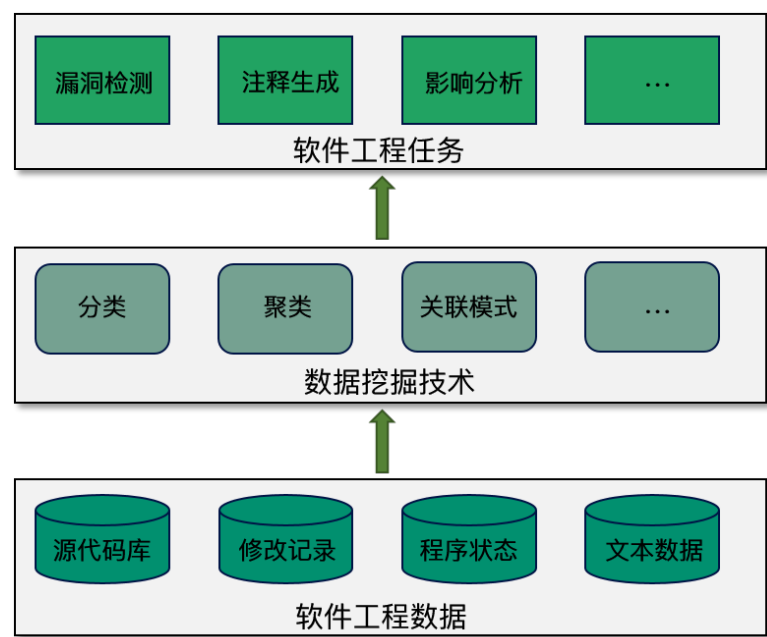 漏洞检测 注释生成 影响分析 …
软件工程任务
分类 聚类 关联模式 …
数据挖掘技术
源代码库 修改记录 程序状态 文本数据
软件工程数据